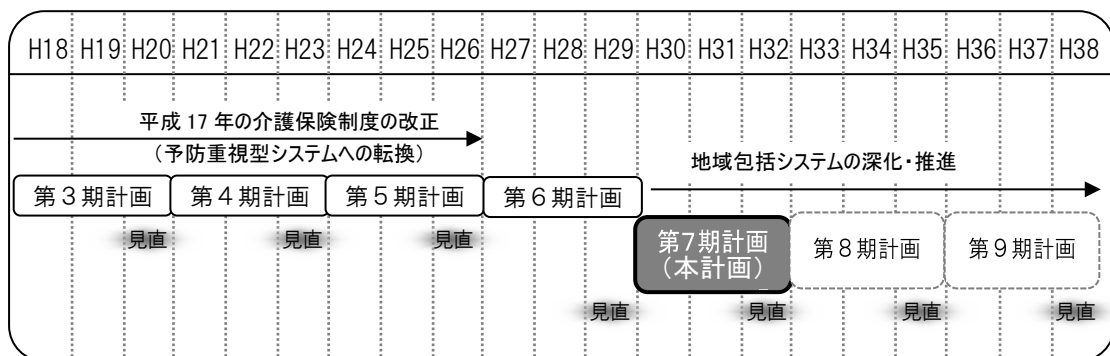 H18 H19 H20 H21 H22 H23 H24 H25 H26 H27 H28 H29 H30 H31 H32 H33 H34 H35 H36 H37 H38
平成 17 年の介護保険制度の改正
（予防重視型システムへの転換）
地域包括システムの深化・推進
第３期計画 第４期計画 第５期計画 第６期計画
見直 見直 見直
第7期計画
（本計画）
第８期計画 第９期計画
見直 見直 見直 見直